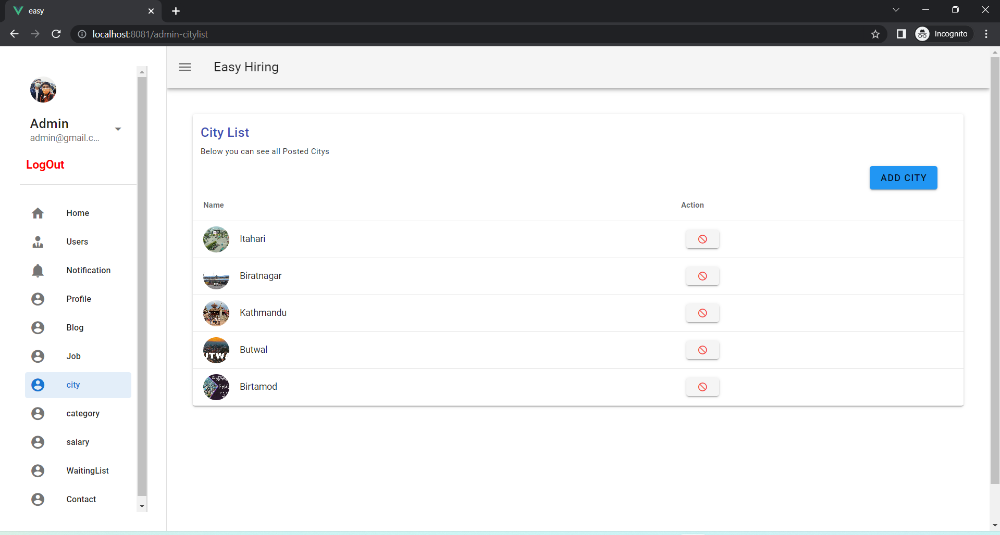 easy
localhost:8081/admin-citylist
Incognito
Admin
admin@gmail.c...
LogOut
Home
Users
Notification
Profile
Blog
Job
city
category
salary
WaitingList
Contact
Easy Hiring
City List
Below you can see all Posted Citys
ADD CITY
Name Action
Itahari
Biratnagar
Kathmandu
Butwal
Birtamod